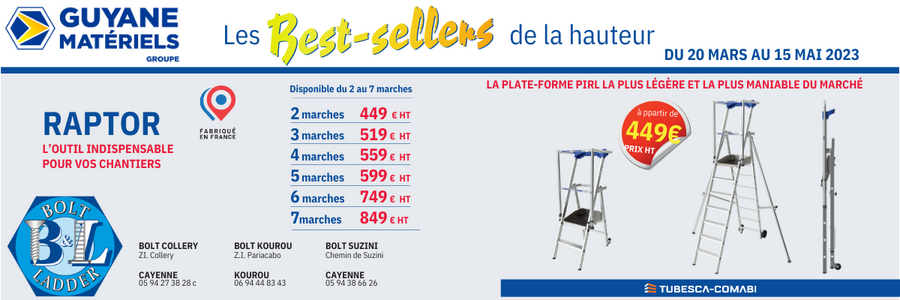 GUYANE
MATÉRIELS
GROUPE
Les Best-sellers de la hauteur
DU 20 MARS AU 15 MAI 2023
RAPTOR
L'OUTIL INDISPENSABLE
POUR VOS CHANTIERS
FABRIQUÉ
EN FRANCE
Disponible du 2 au 7 marches
2 marches 449 € HT
3 marches 519 € HT
4 marches 559 € HT
5 marches 599 € HT
6 marches 749 € HT
7marches 849 € HT
LA PLATE-FORME PIRL LA PLUS LÉGÈRE ET LA PLUS MANIABLE DU MARCHÉ
à ppartir de
449€
PRIX HT
BOLT
B&L
LADDER
BOLT COLLERY
Z.I. Collery
CAYENNE
05 94 27 38 28 c
BOLT KOUROU
Z.I. Pariacabo
KOUROU
06 94 44 83 43
BOLT SUZINI
Chemin de Suzini
CAYENNE
05 94 38 66 26
TUBESCA-COMABI